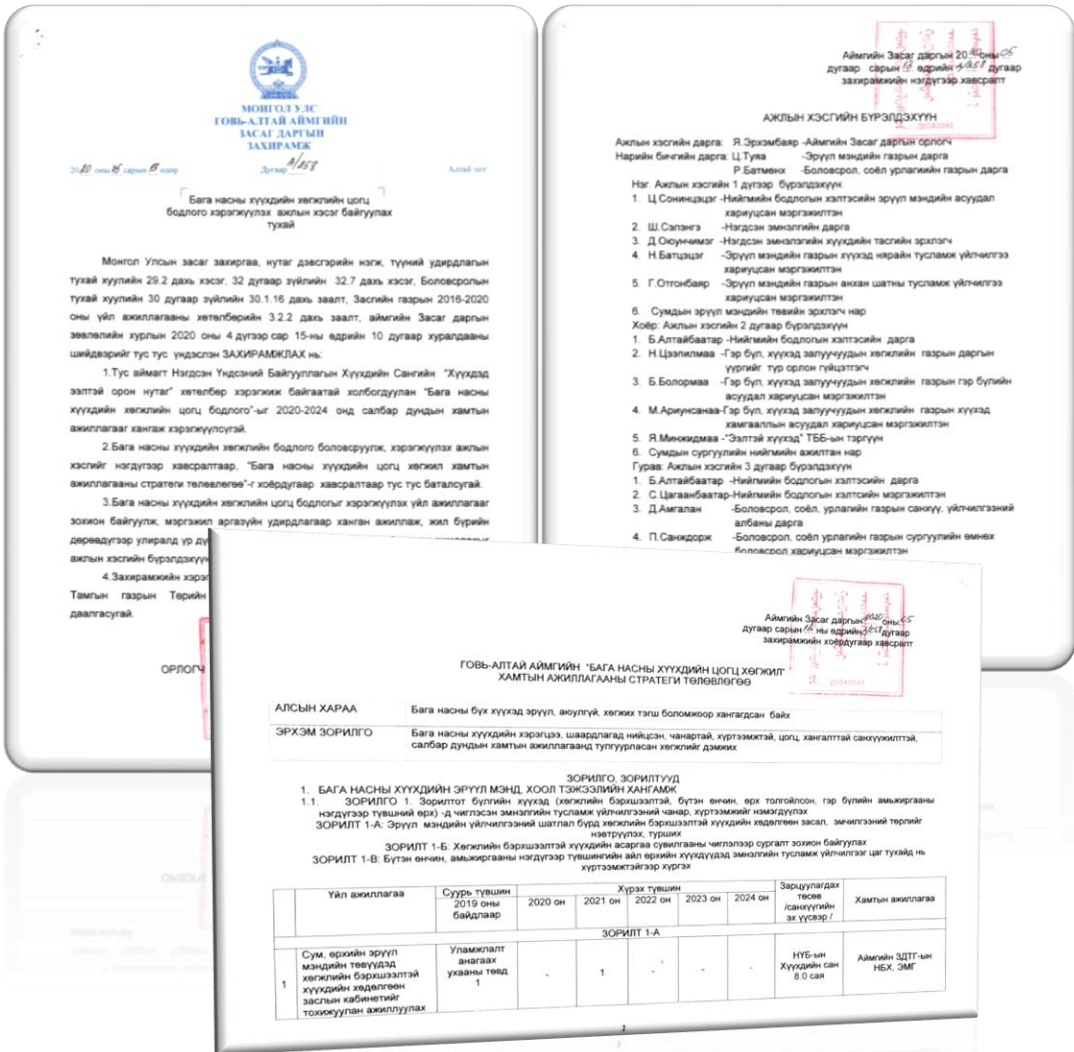 МОНГОЛ УЛС
ГОВЬ-АЛТАЙ АЙМГИЙН
ЗАСАГ ДАРГЫН
ЗАХИРАМЖ
2020 оны 05 сарын өдөр Дугаар А/258 Алтай хот
Бага насны хүүхдийн хөгжлийн цогц
бодлого хэрэгжүүлэх ажлын хэсэг байгуулах
тухай
Монгол Улсын засаг захиргаа, нутаг дэвсгэрийн нэгж, түүний удирдлагын
тухай хуулийн 29.2 дахь хэсэг, 32 дугаар зүйлийн 32.7 дахь хэсэг, Боловсролын
тухай хуулийн 30 дугаар зүйлийн 30.1.16 дахь заалт, Засгийн газрын 2016-2020
оны үйл ажиллагааны хөтөлбөрийн 3.2.2 дахь заалт, аймгийн Засаг даргын
зөвлөлийн хурлын 2020 оны 4 дүгээр сар 15-ны өдрийн 10 дугаар хуралдааны
шийдвэрийг тус тус үндэслэн ЗАХИРАМЖЛАХ нь:
1.Тус аймагт Нэгдсэн Үндэсний Байгууллагын Хүүхдийн Сангийн "Хүүхдэд
ээлтэй орон нутаг" хөтөлбөр хэрэгжиж байгаатай холбогдуулан "Бага насны
хүүхдийн хөгжлийн цогц бодлого"-ыг 2020-2024 онд салбар дундын хамтын
ажиллагааг хангаж хэрэгжүүлсүгэй.
2.Бага насны хүүхдийн хөгжлийн бодлого боловсруулж, хэрэгжүүлэх ажлын
хэсгийг нэгдүгээр хавсралтаар, "Бага насны хүүхдийн цогц хөгжил хамтын
ажиллагааны стратеги төлөвлөгөө"-г хоёрдугаар хавсралтаар тус тус баталсугай.
3.Бага насны хүүхдийн хөгжлийн цогц бодлогыг хэрэгжүүлэх үйл ажиллагааг
зохион байгуулж, мэргэжил аргазүйн удирдлагаар ханган ажиллаж, жил бүрийн
дөрөвдүгээр улиралд үр дү
ажлын хэсгийн бүрэлдэхүүн
4.Захирамжийн хэрэг
Тамгын газрын Төрийн
даалгасугай.
ОРЛОГЧ
Аймгийн Засаг даргын 2020 оны 05
дугаар сарын өдрийн А/258 дугаар
захирамжийн нэгдүгээр хавсралт
АЖЛЫН ХЭСГИЙН БҮРЭЛДЭХҮҮН
Ажлын хэсгийн дарга: Я.Эрхэмбаяр -Аймгийн Засаг даргын орлогч
Нарийн бичгийн дарга: Ц.Туяа -Эрүүл мэндийн газрын дарга
Р.Батменх -Боловсрол, соёл урлагийн газрын дарга
Нэг. Ажлын хэсгийн 1 дүгээр бүрэлдэхүүн:
1. Ц.Сонинцэцэг -Нийгмийн бодлогын хэлтсийн эрүүл мэндийн асуудал
хариуцсан мэргэжилтэн
2. Ш.Сэлэнгэ -Нэгдсэн эмнэлгийн дарга
3. Д.Оюунчимэг -Нэгдсэн эмнэлэгийн хүүхдийн тасгийн эрхлэгч
4. Н.Батцэцэг -Эрүүл мэндийн газрын хүүхэд нярайн тусламж үйлчилгээ
хариуцсан мэргэжилтэн
5. Г.Отгонбаяр -Эрүүл мэндийн газрын анхан шатны тусламж үйлчилгээ
хариуцсан мэргэжилтэн
6. Сумдын эрүүл мэндийн төвийн эрхлэгч нар
Хоёр: Ажлын хэсгийн 2 дугаар бүрэлдэхүүн
1. Б.Алтайбаатар -Нийгмийн бодлогын хэлтсийн дарга
2. Н.Цээпилмаа -Гэр бүл, хүүхэд залуучуудын хөгжлийн газрын даргын
үүргийг түр орлон гүйцэтгэгч
3. Б.Болормаа -Гэр бүл, хүүхэд залуучуудын хөгжлийн газрын гэр бүлийн
асуудал хариуцсан мэргэжилтэн
4. М.Ариунсанаа-Гэр бүл, хүүхэд залуучуудын хөгжлийн газрын хүүхэд
хамгааллын асуудал хариуцсан мэргэжилтэн
5. Я.Минжидмаа -"Ээлтэй хүүхэд" ТББ-ын тэргүүн
6. Сумдын сургуулийн нийгмийн ажилтан нар
Гурав: Ажлын хэсгийн 3 дугаар бүрэлдэхүүн
1. Б.Алтайбаатар -Нийгмийн бодлогын хэлтсийн дарга
2. С.Цагаанбаатар-Нийгмийн бодлогын хэлтсийн мэргэжилтэн
3. Д.Амгалан -Боловсрол, соёл, урлагийн газрын санхүү, үйлчилгээний
албаны дарга
4. П.Санждорж -Боловсрол, соёл урлагийн газрын сургуулийн өмнөх
боловсрол хариуцсан мэргэжилтэн
Аймгийн Засаг даргын 2020 оны 05
дугаар сарын ны өдрийн А/258 дугаар
захирамжийн хоёрдугаар хавсралт
ГОВЬ-АЛТАЙ АЙМГИЙН "БАГА НАСНЫ ХҮҮХДИЙН ЦОГЦ ХӨГЖИЛ"
ХАМТЫН АЖИЛЛАГААНЫ СТРАТЕГИ ТӨЛӨВЛӨГӨӨ
АЛСЫН ХАРАА Бага насны бүх хүүхэд эрүүл, аюулгүй, хөгжих тэгш боломжоор хангагдсан байх
ЭРХЭМ ЗОРИЛГО Бага насны хүүхдийн хэрэгцээ, шаардлагад нийцсэн, чанартай, хүртээмжтэй, цогц, хангалттай санхүүжилттэй,
салбар дундын хамтын ажиллагаанд тулгуурласан хөгжлийг дэмжих
ЗОРИЛГО, ЗОРИЛТУУД
1. БАГА НАСНЫ ХҮҮХДИЙН ЭРҮҮЛ МЭНД, ХООЛ ТЭЖЭЭЛИЙН ХАНГАМЖ
1.1. ЗОРИЛГО 1. Зорилтот бүлгийн хүүхэд (хөгжлийн бэрхшээлтэй, бүтэн өнчин, өрх толгойлсон, гэр бүлийн амьжиргааны
нэгдүгээр түвшний өрх) -д чиглэсэн эмнэлгийн тусламж үйлчилгээний чанар, хүртээмжийг нэмэгдүүлэх
ЗОРИЛТ 1-А: Эрүүл мэндийн үйлчилгээний шатлал бүрд хөгжлийн бэрхшээлтэй хүүхдийн хөдөлгөөн засал, эмчилгээний төрлийг
нэвтрүүлэх, турших
ЗОРИЛТ 1-Б: Хөгжлийн бэрхшээлтэй хүүхдийн асаргаа сувилгааны чиглэлээр сургалт зохион байгуулах
ЗОРИЛТ 1-В: Бүтэн өнчин, амьжиргааны нэгдүгээр түвшингийн айл өрхийн хүүхдүүдэд эмнэлгийн тусламж үйлчилгээг цаг тухайд нь
хүртээмжтэйгээр хүргэх
Үйл ажиллагаа Суурь түвшин Хүрэх түвшин Зарцуулагдах төсөв /санхүүгийн эх үүсвэр / Хамтын ажиллагаа
2019 оны байдлаар 2020 он 2021 он 2022 он 2023 он 2024 он
ЗОРИЛТ 1-А
1 Сум, өрхийн эрүүл мэндийн төвүүдэд хөгжлийн бэрхшээлтэй хүүхдийн хөдөлгөөн заслын кабинетийг тохижуулан ажиллуулах Уламжлалт анагаах ухааны төвд 1 - 1 - - - НҮБ-ын Хүүхдийн сан 8.0 сая Аймгийн ЗДТГ-ын НБХ, ЭМГ